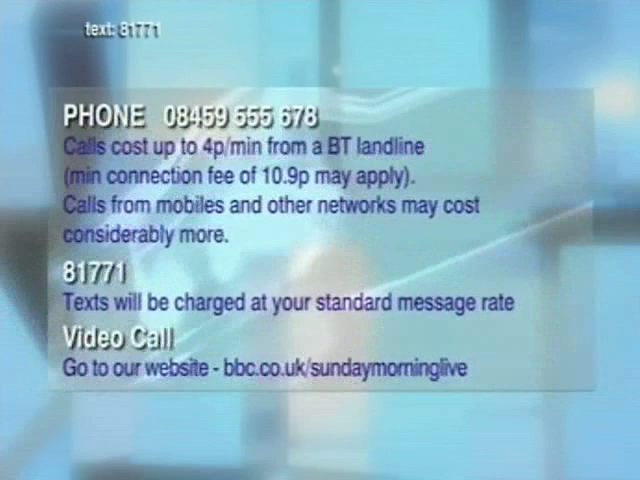 text: 81771
PHONE 08459 555 678
Calls cost up to 4p/min from a BT landline
(min connection fee of 10.9p may apply).
Calls from mobiles and other networks may cost
considerably more.
81771
Texts will be charged at your standard message rate
Video Call
Go to our website - bbc.co.uk/sundaymorninglive